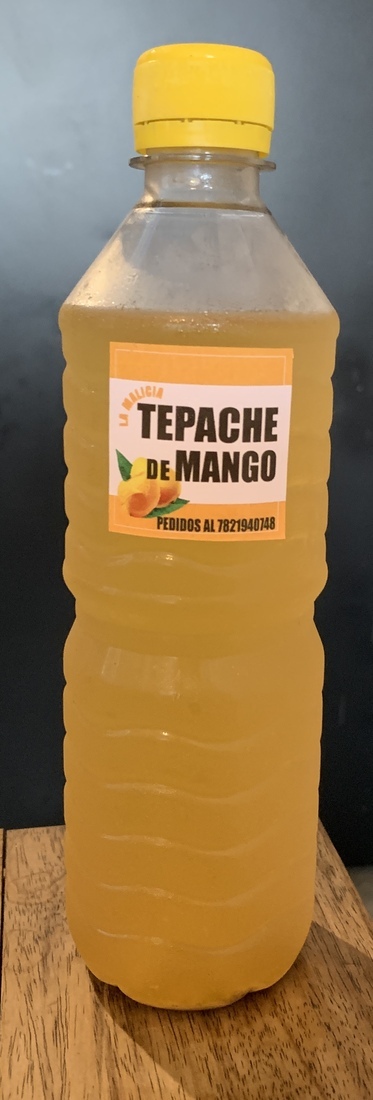 LA MALICIA
TEPACHE
DE MANGO
PEDIDOS AL 7821940748